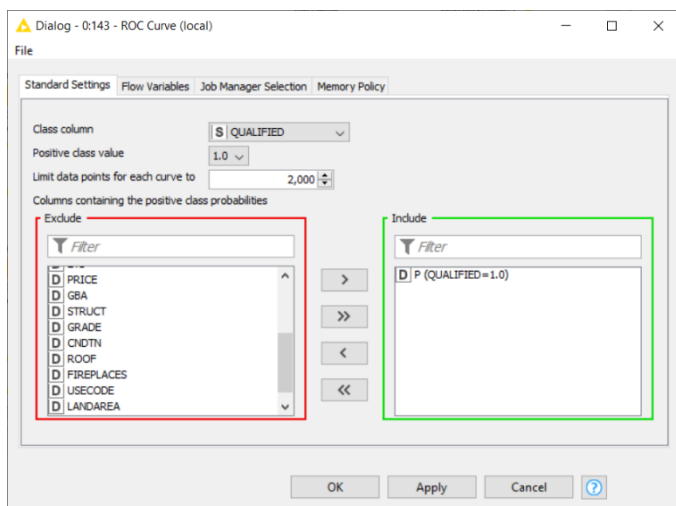 Dialog - 0:143 - ROC Curve (local)
File
Standard Settings Flow Variables Job Manager Selection Memory Policy
Class column S QUALIFIED
Positive class value 1.0
Limit data points for each curve to 2,000
Columns containing the positive class probabilities
Exclude
Filter
D PRICE
D GBA
D STRUCT
D GRADE
D CNDTN
D ROOF
D FIREPLACES
D USECODE
D LANDAREA
>
>>
<
<<
Include
Filter
D P (QUALIFIED=1.0)
OK Apply Cancel ?